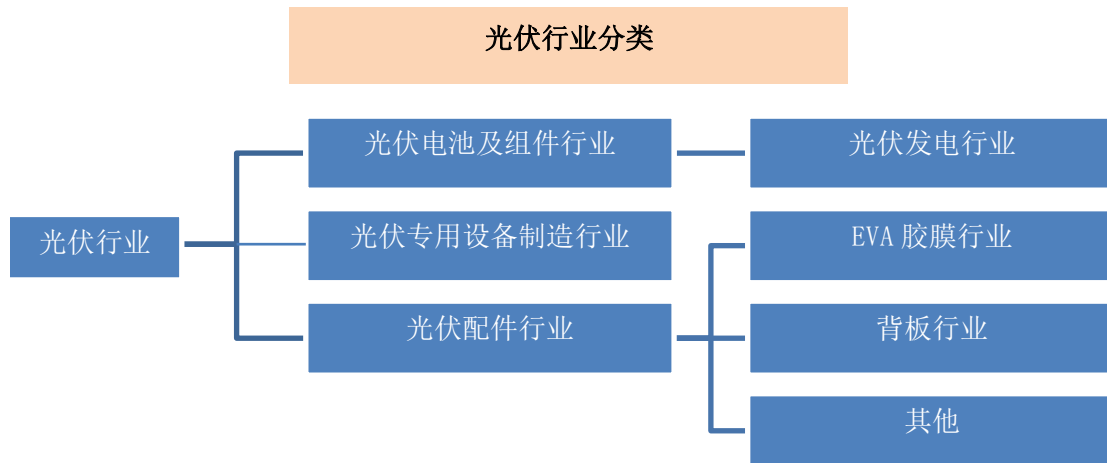 光伏行业分类
光伏电池及组件行业
光伏发电行业
光伏行业
光伏专用设备制造行业
EVA 胶膜行业
光伏配件行业
背板行业
其他